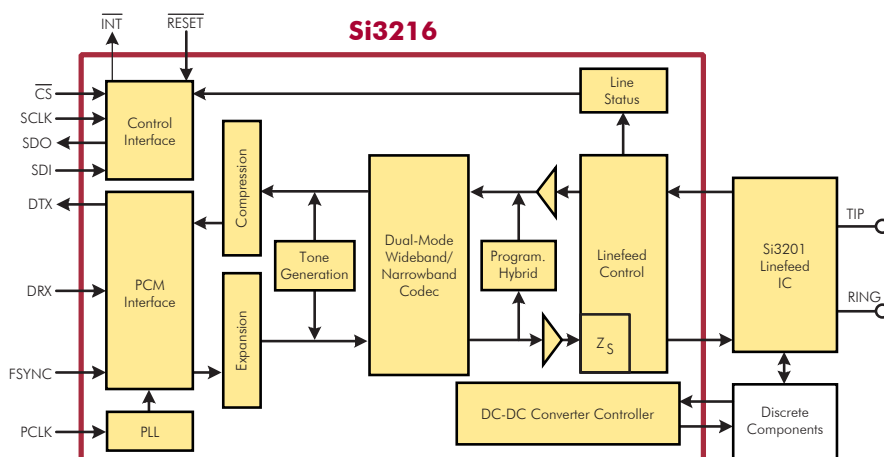 INT
RESET
Si3216
CS
SCLK
SDO
SDI
Control
Interface
Line
Status
DTX
DRX
FSYNC
PCLK
PCM
Interface
PLL
Compression
Expansion
Tone
Generation
Dual-Mode
Wideband/
Narrowband
Codec
Program.
Hybrid
Linefeed
Control
ZS
DC-DC Converter Controller
Si3201
Linefeed
IC
TIP
RING
Discrete
Components